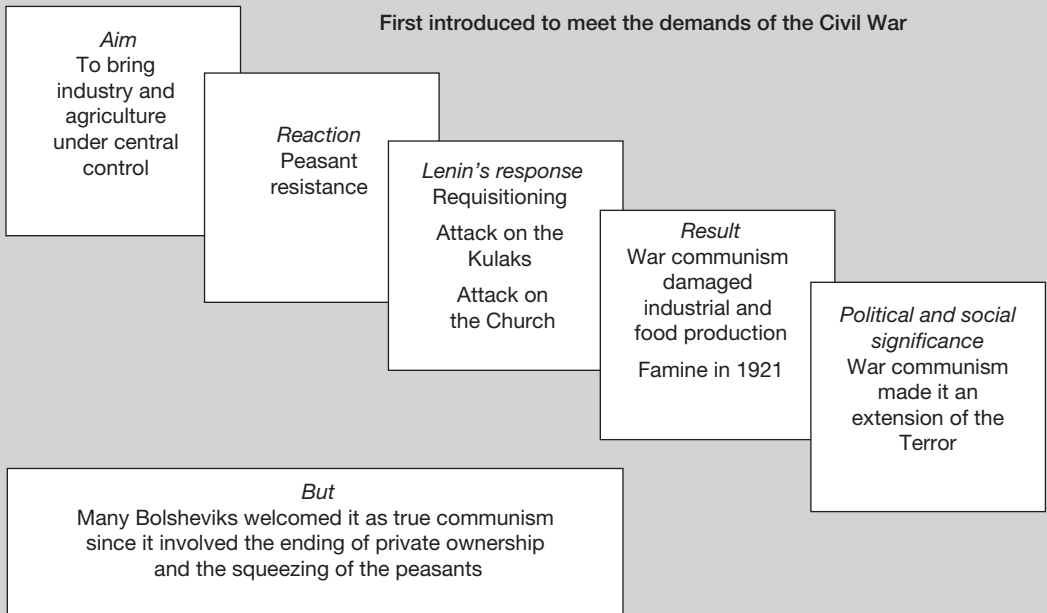 First introduced to meet the demands of the Civil War
Aim
To bring
industry and
agriculture
under central
control
Reaction
Peasant
resistance
Lenin’s response
Requisitioning
Attack on the
Kulaks
Attack on
the Church
Result
War communism
damaged
industrial and
food production
Famine in 1921
Political and social
significance
War communism
made it an
extension of the
Terror
But
Many Bolsheviks welcomed it as true communism
since it involved the ending of private ownership
and the squeezing of the peasants